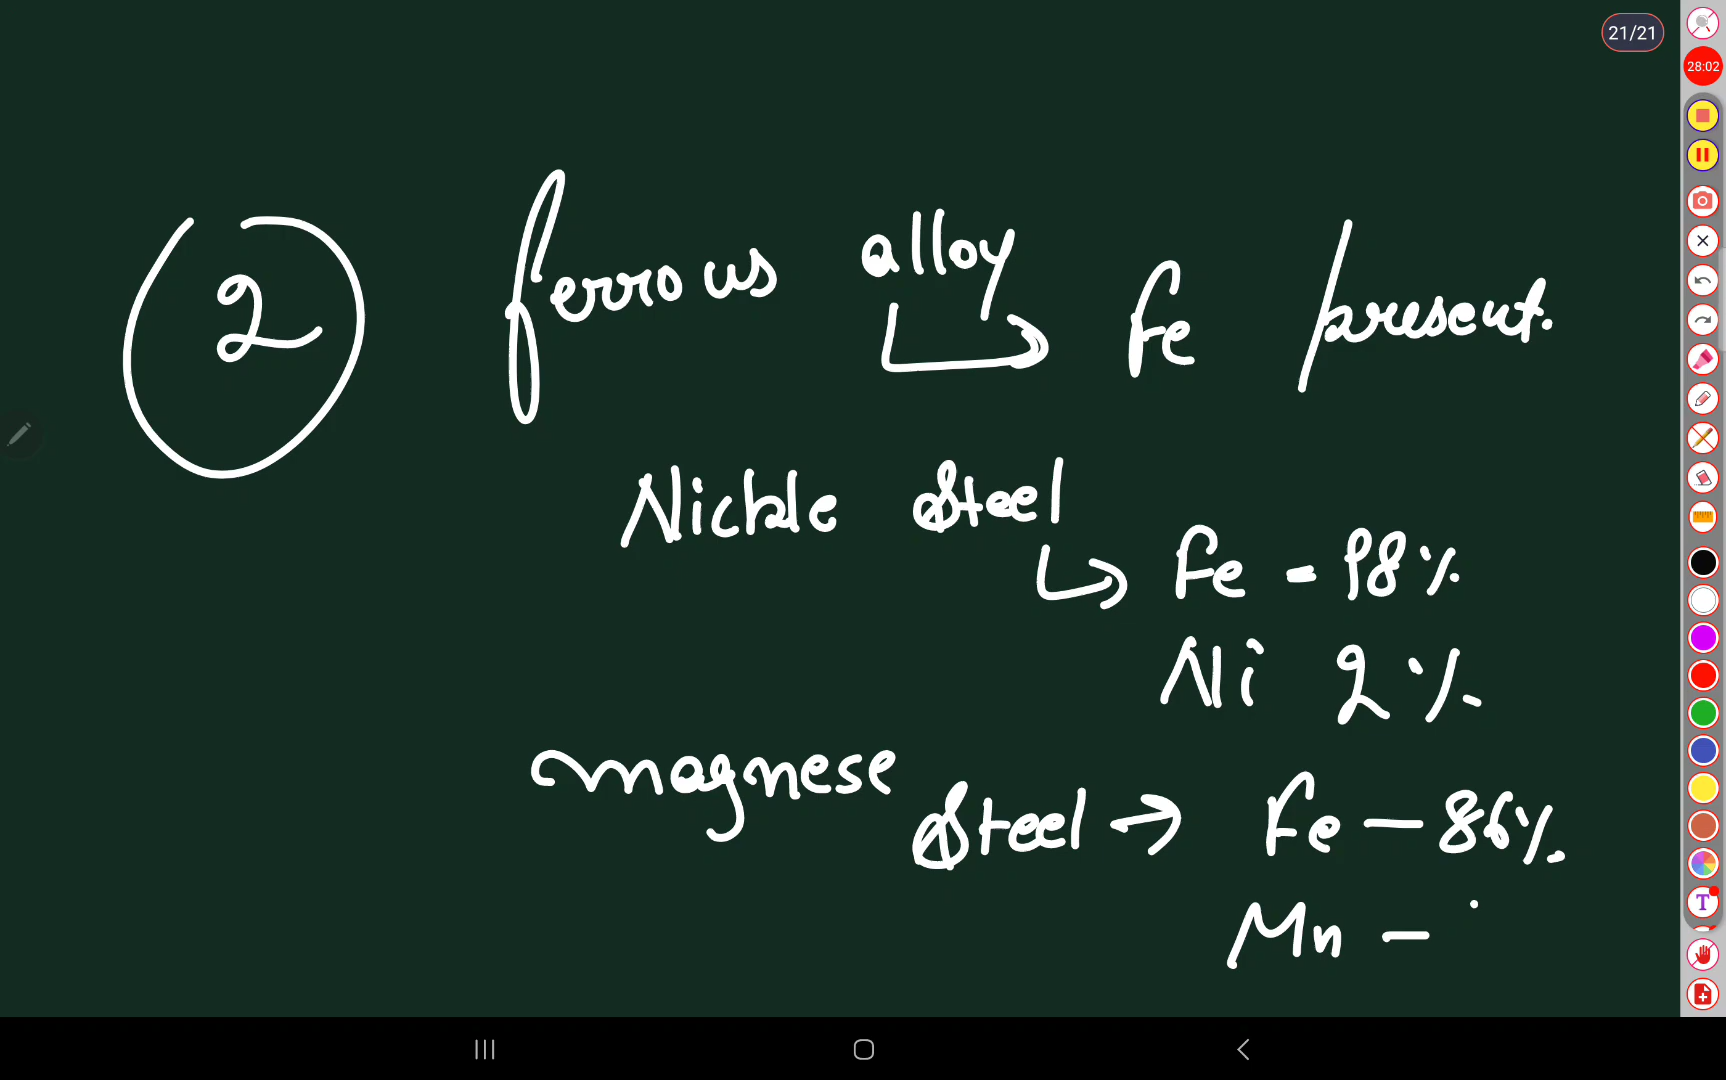 21/21
28:02
2 ferrous alloy Fe present.
Nickle Steel
Fe - 98%
Ni 2%
magnese Steel → Fe — 86%
Mn —
T